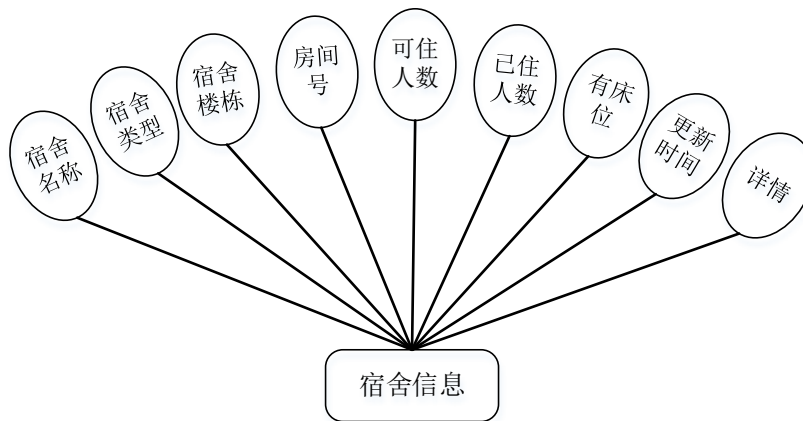 宿舍
名称
宿舍
类型
宿舍
楼栋
房间
号
可住
人数
已住
人数
有床
位
更新
时间
详情
宿舍信息